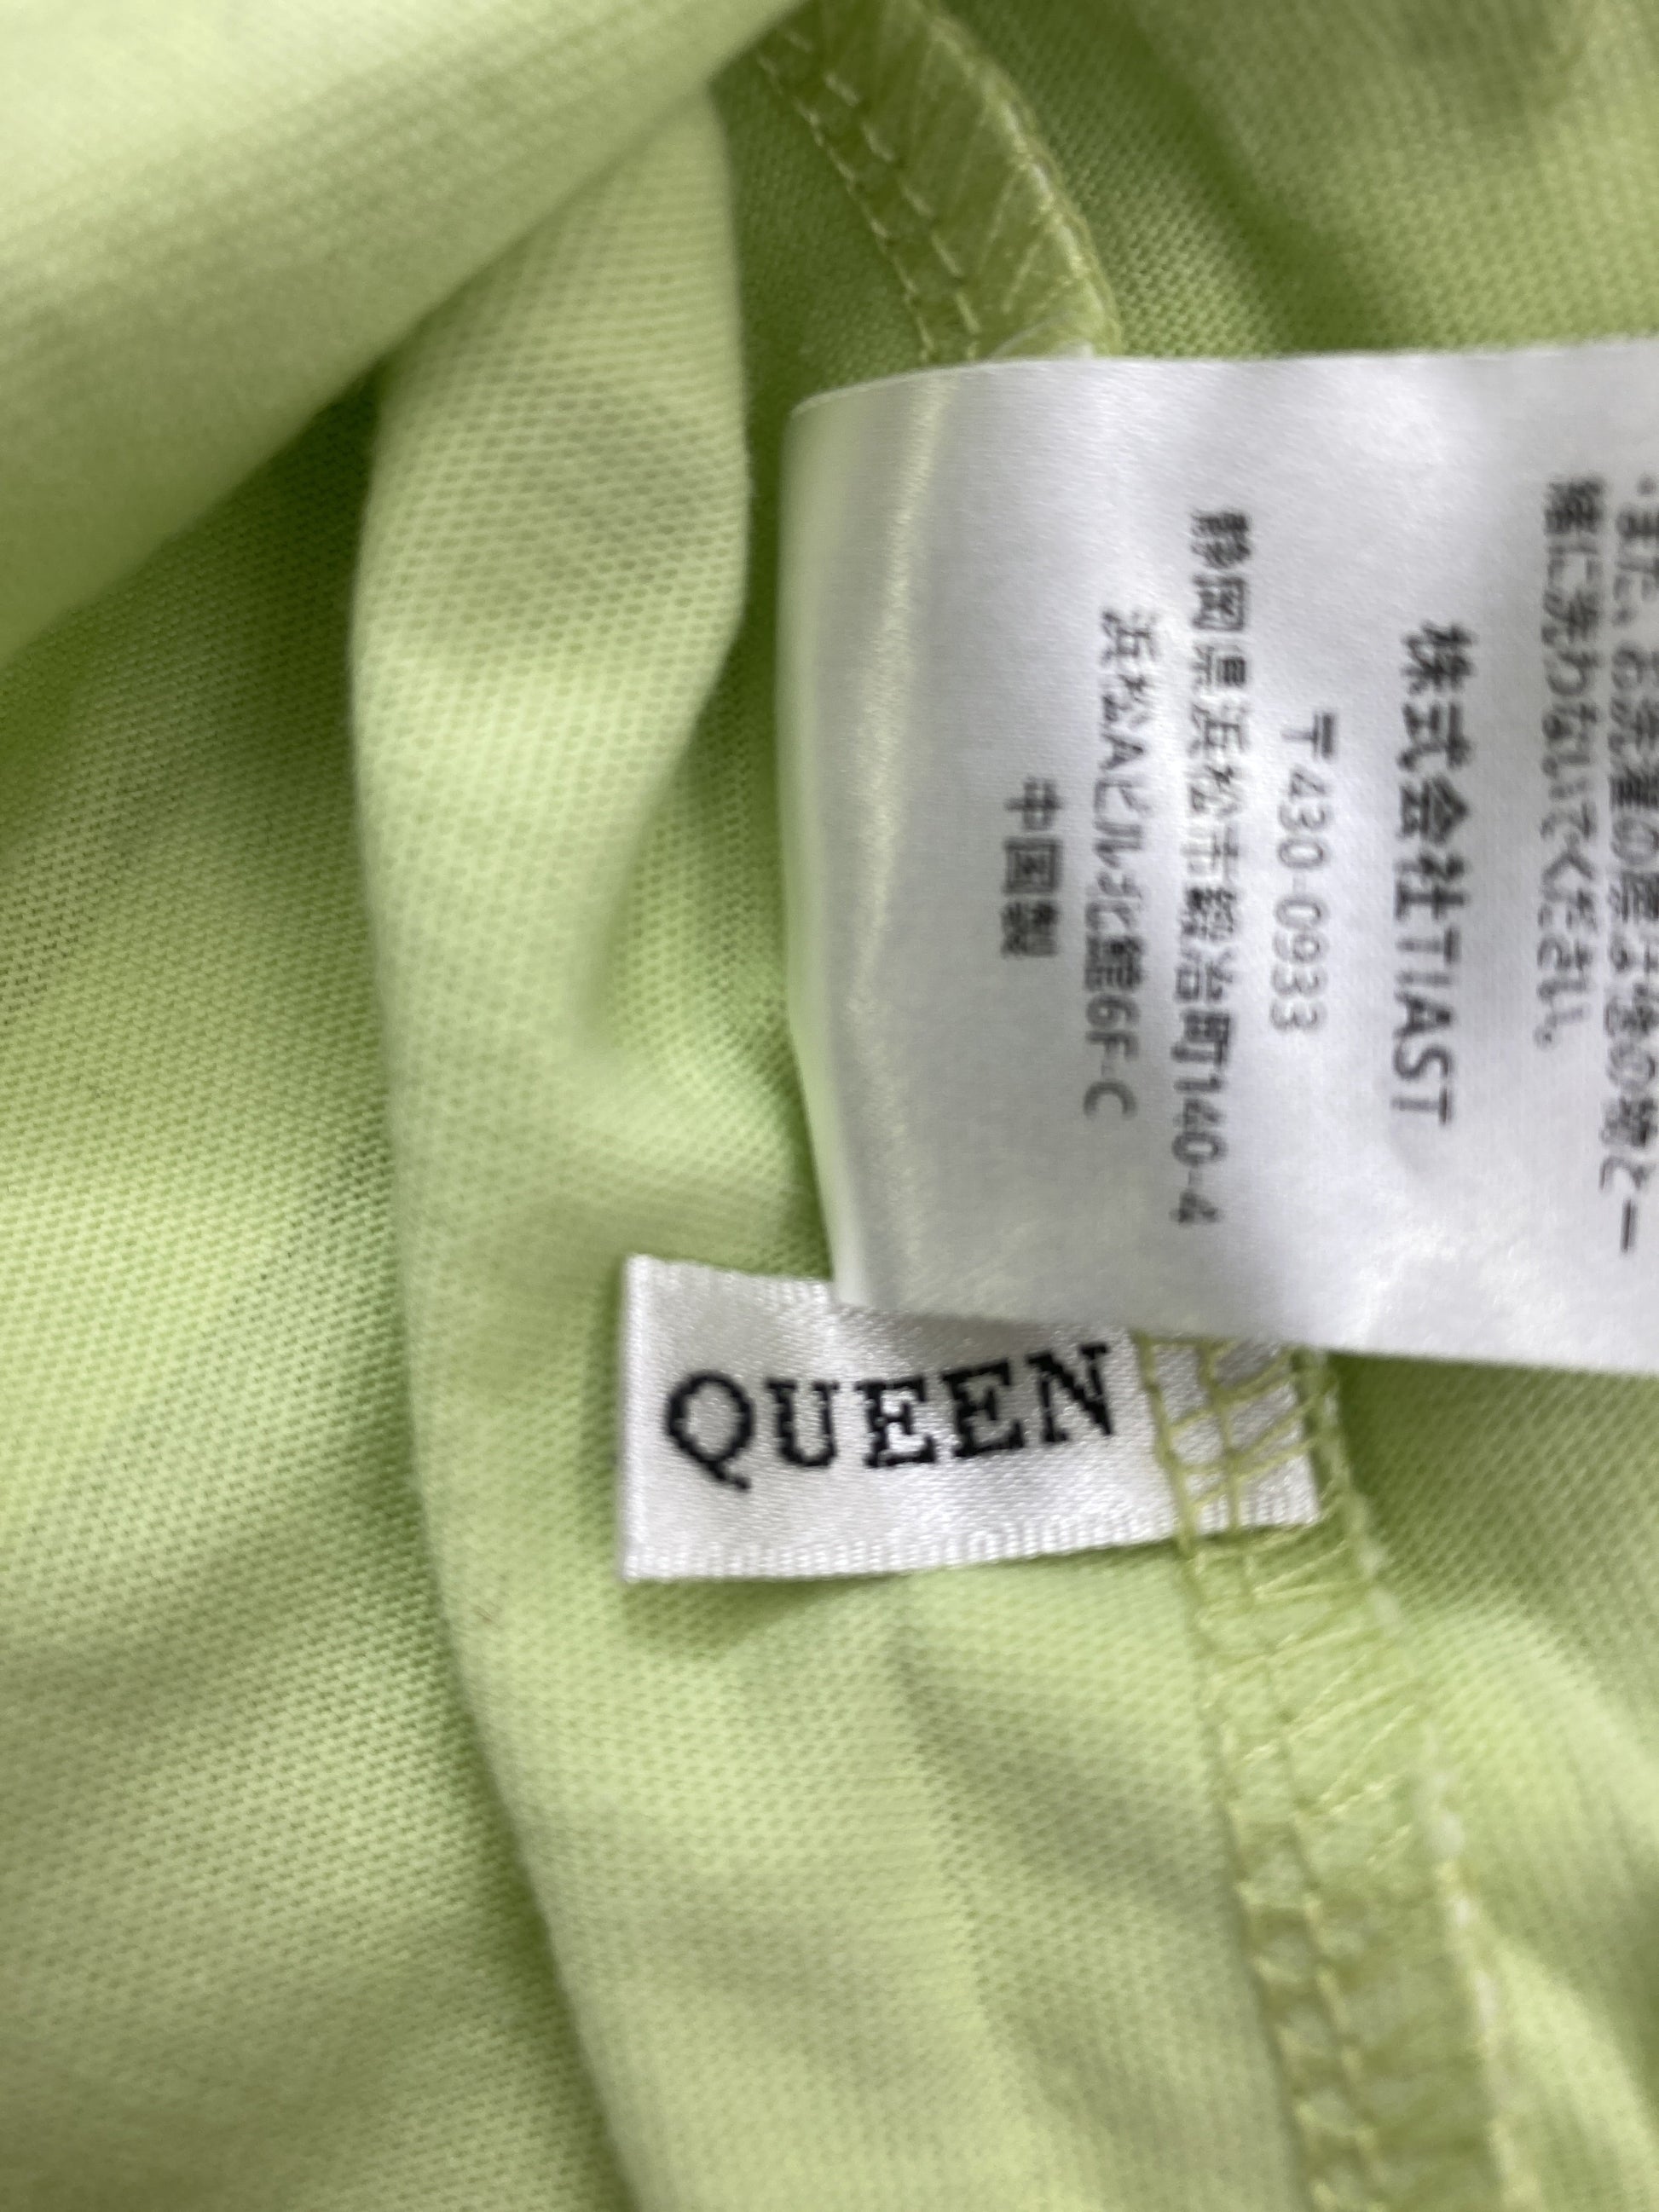 ・また、お洗濯の際は他の物と一
緒に洗わないでください。
株式会社TIAST
〒430-0933
静岡県浜松市鍛冶町140-4
浜松Aビル北館6F-C
中国製
QUEEN